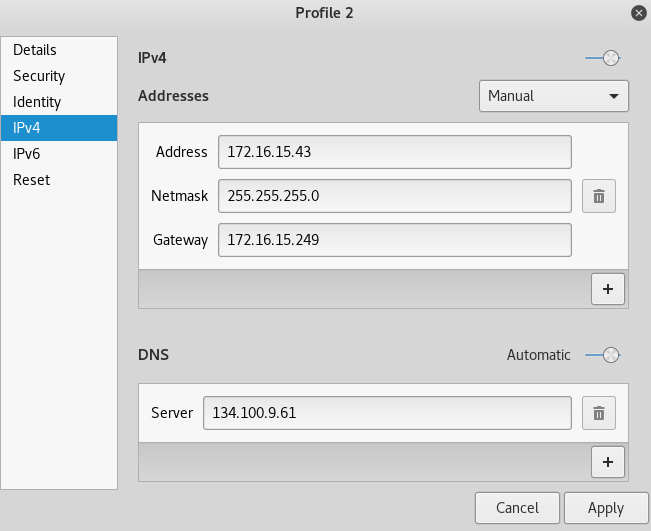 Profile 2
Details
Security
Identity
IPv4
IPv6
Reset
IPv4
Addresses Manual
Address 172.16.15.43
Netmask 255.255.255.0
Gateway 172.16.15.249
+
DNS Automatic
Server 134.100.9.61
+
Cancel Apply